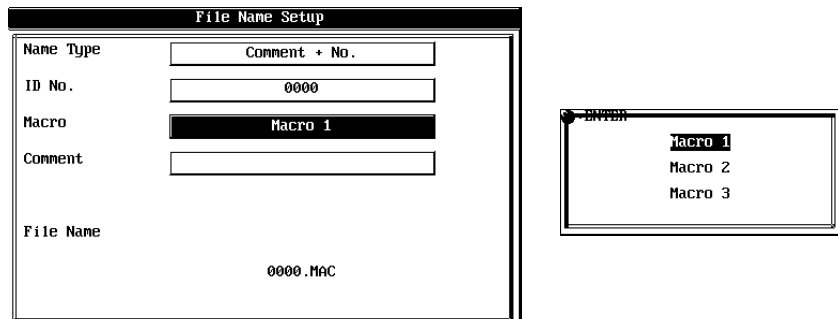 File Name Setup
Name Type
Comment + No.
ID No.
0000
Macro
Macro 1
Comment
File Name
0000.MAC
-ENTER
Macro 1
Macro 2
Macro 3